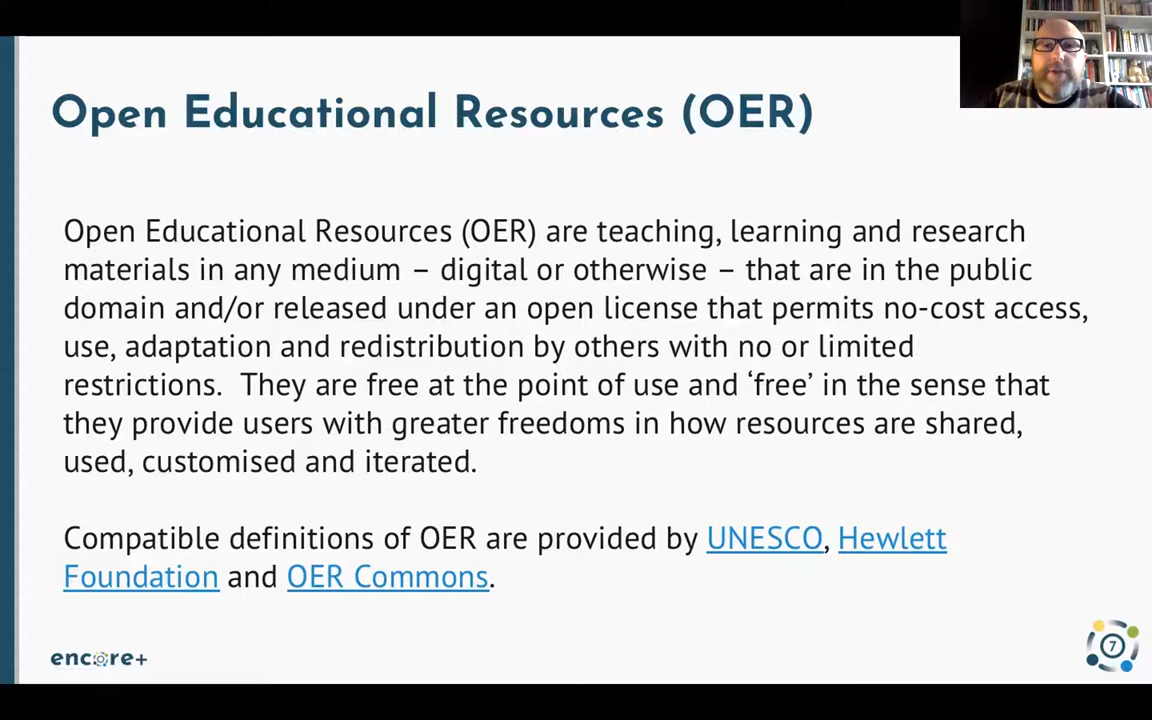 Open Educational Resources (OER)
Open Educational Resources (OER) are teaching, learning and research
materials in any medium – digital or otherwise – that are in the public
domain and/or released under an open license that permits no-cost access,
use, adaptation and redistribution by others with no or limited
restrictions.  They are free at the point of use and ‘free’ in the sense that
they provide users with greater freedoms in how resources are shared,
used, customised and iterated.
Compatible definitions of OER are provided by UNESCO, Hewlett
Foundation and OER Commons.
encore+
7